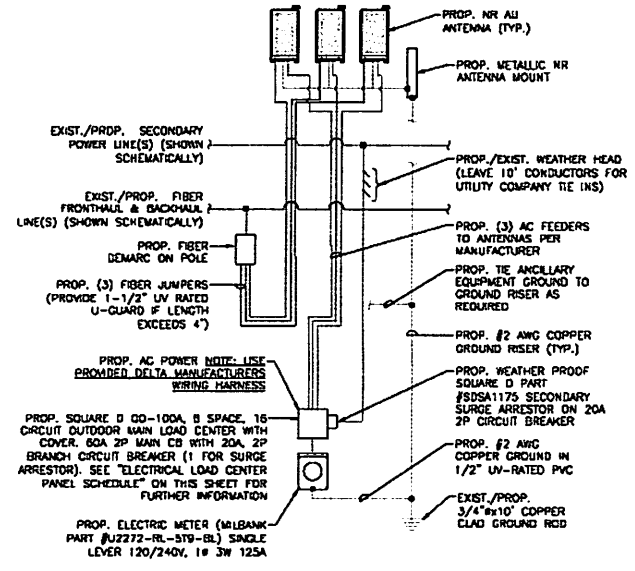 PROP. NR AU
ANTENNA (TYP.)
PROP. METALLIC NR
ANTENNA MOUNT
EXIST./PROP. SECONDARY
POWER LINE(S) (SHOWN
SCHEMATICALLY)
PROP./EXIST. WEATHER HEAD
(LEAVE 10' CONDUCTORS FOR
UTILITY COMPANY TIE INS)
EXIST./PROP. FIBER
FRONTHAUL & BACKHAUL
LINE(S) (SHOWN SCHEMATICALLY)
PROP. (3) AC FEEDERS
TO ANTENNAS PER
MANUFACTURER
PROP. FIBER
DEMARC ON POLE
PROP. TIE ANCILLARY
EQUIPMENT GROUND TO
GROUND RISER AS
REQUIRED
PROP. (3) FIBER JUMPERS
(PROVIDE 1-1/2" UV RATED
U-GUARD IF LENGTH
EXCEEDS 4")
PROP. #2 AWG COPPER
GROUND RISER (TYP.)
PROP. AC POWER NOTE: USE
PROVIDED DELTA MANUFACTURERS
WIRING HARNESS
PROP. WEATHER PROOF
SQUARE D PART
#SDSA1175 SECONDARY
SURGE ARRESTOR ON 20A
2P CIRCUIT BREAKER
PROP. SQUARE D QO-100A, 8 SPACE, 16
CIRCUIT OUTDOOR MAIN LOAD CENTER WITH
COVER. 60A 2P MAIN CB WITH 20A, 2P
BRANCH CIRCUIT BREAKER (1 FOR SURGE
ARRESTOR). SEE "ELECTRICAL LOAD CENTER
PANEL SCHEDULE" ON THIS SHEET FOR
FURTHER INFORMATION
PROP. #2 AWG
COPPER GROUND IN
1/2" UV-RATED PVC
EXIST./PROP.
3/4"øx10' COPPER
CLAD GROUND ROD
PROP. ELECTRIC METER (MILBANK
PART #U2272-RL-5T9-BL) SINGLE
LEVER 120/240V, 1ø 3W 125A